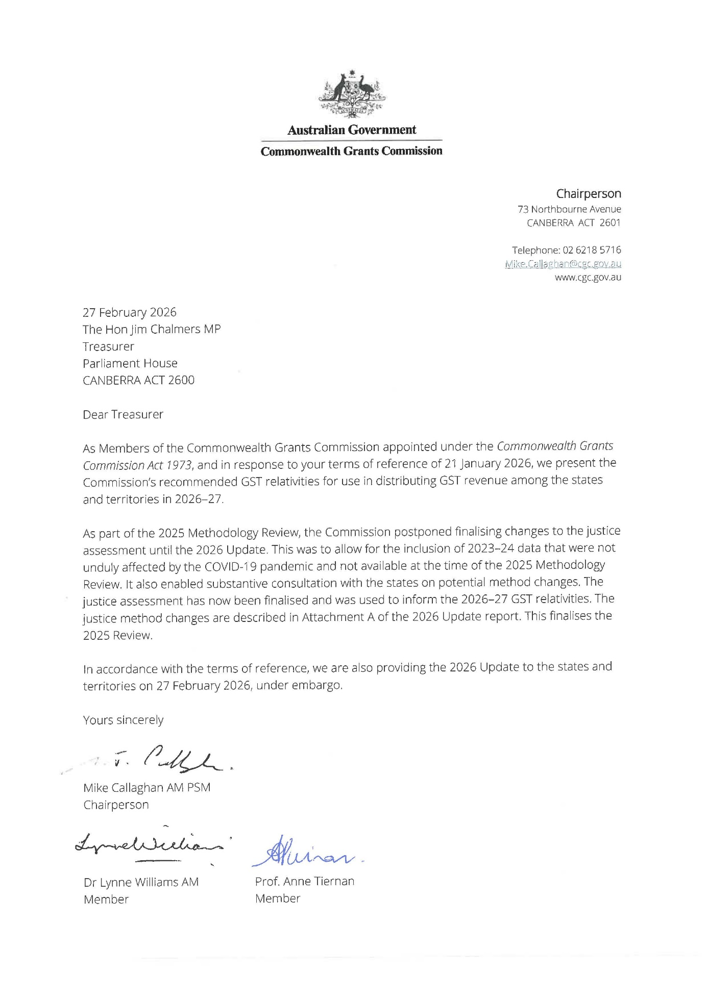 AUSTRALIA
Australian Government
Commonwealth Grants Commission
Chairperson
73 Northbourne Avenue
CANBERRA ACT 2601
Telephone: 02 6218 5716
Mike.Callaghan@cgc.gov.au
www.cgc.gov.au
27 February 2026
The Hon Jim Chalmers MP
Treasurer
Parliament House
CANBERRA ACT 2600
Dear Treasurer
As Members of the Commonwealth Grants Commission appointed under the Commonwealth Grants
Commission Act 1973, and in response to your terms of reference of 21 January 2026, we present the
Commission's recommended GST relativities for use in distributing GST revenue among the states
and territories in 2026–27.
As part of the 2025 Methodology Review, the Commission postponed finalising changes to the justice
assessment until the 2026 Update. This was to allow for the inclusion of 2023–24 data that were not
unduly affected by the COVID-19 pandemic and not available at the time of the 2025 Methodology
Review. It also enabled substantive consultation with the states on potential method changes. The
justice assessment has now been finalised and was used to inform the 2026–27 GST relativities. The
justice method changes are described in Attachment A of the 2026 Update report. This finalises the
2025 Review.
In accordance with the terms of reference, we are also providing the 2026 Update to the states and
territories on 27 February 2026, under embargo.
Yours sincerely
Mike Callaghan AM PSM
Chairperson
Lynne Williams
Dr Lynne Williams AM
Member
Prof. Anne Tiernan
Member